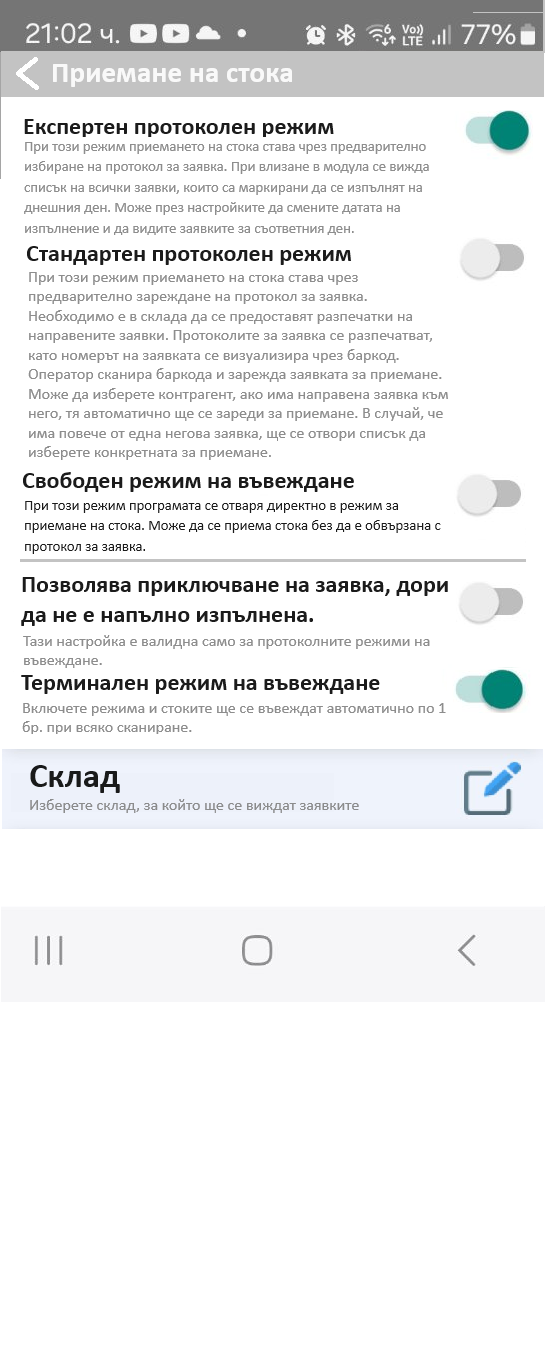 21:02 ч. 77%
Vo))
LTE
6
Приемане на стока
Експертен протоколен режим
При този режим приемането на стока става чрез предварително
избиране на протокол за заявка. При влизане в модула се вижда
списък на всички заявки, които са маркирани да се изпълнят на
днешния ден. Може през настройките да смените датата на
изпълнение и да видите заявките за съответния ден.
Стандартен протоколен режим
При този режим приемането на стока става чрез
предварително зареждане на протокол за заявка.
Необходимо е в склада да се предоставят разпечатки на
направените заявки. Протоколите за заявка се разпечатват,
като номерът на заявката се визуализира чрез баркод.
Оператор сканира баркода и зарежда заявката за приемане.
Може да изберете контрагент, ако има направена заявка към
него, тя автоматично ще се зареди за приемане. В случай, че
има повече от една негова заявка, ще се отвори списък да
изберете конкретната за приемане.
Свободен режим на въвеждане
При този режим програмата се отваря директно в режим за
приемане на стока. Може да се приема стока без да е обвързана с
протокол за заявка.
Позволява приключване на заявка, дори
да не е напълно изпълнена.
Тази настройка е валидна само за протоколните режими на
въвеждане.
Терминален режим на въвеждане
Включете режима и стоките ще се въвеждат автоматично по 1
бр. при всяко сканиране.
Склад
Изберете склад, за който ще се виждат заявките